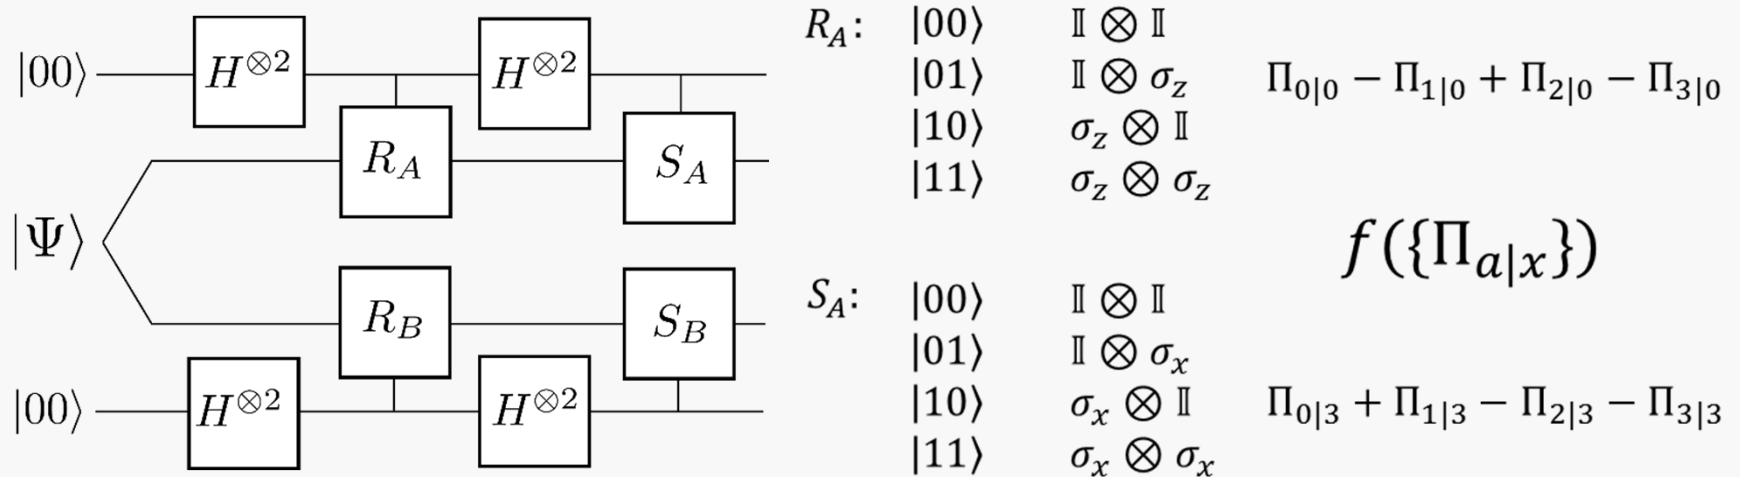 |00⟩ H^{⊗2} H^{⊗2}
R_A S_A
|Ψ⟩
R_B S_B
|00⟩ H^{⊗2} H^{⊗2}
R_A: |00⟩ 𝕀 ⊗ 𝕀
|01⟩ 𝕀 ⊗ σ_z Π_{0|0} − Π_{1|0} + Π_{2|0} − Π_{3|0}
|10⟩ σ_z ⊗ 𝕀
|11⟩ σ_z ⊗ σ_z
f({Π_{a|x}})
S_A: |00⟩ 𝕀 ⊗ 𝕀
|01⟩ 𝕀 ⊗ σ_x
|10⟩ σ_x ⊗ 𝕀 Π_{0|3} + Π_{1|3} − Π_{2|3} − Π_{3|3}
|11⟩ σ_x ⊗ σ_x